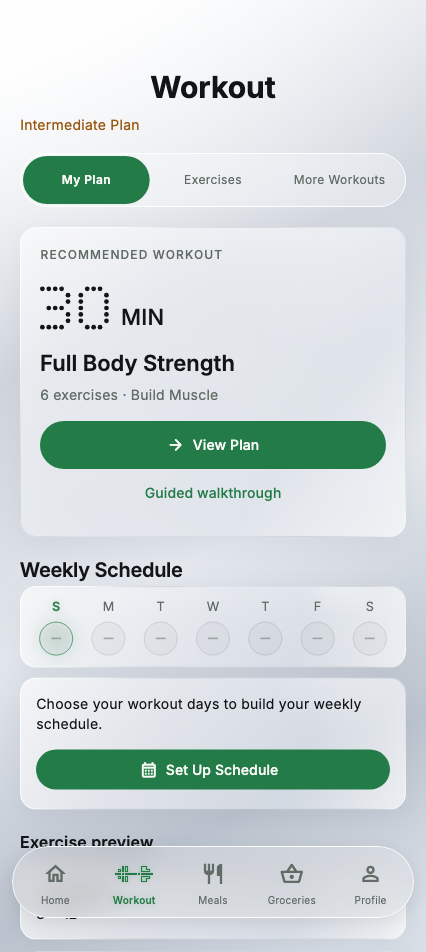 Workout
Intermediate Plan
My Plan
Exercises
More Workouts
RECOMMENDED WORKOUT
30 MIN
Full Body Strength
6 exercises · Build Muscle
→ View Plan
Guided walkthrough
Weekly Schedule
S M T W T F S
– – – – – – –
Choose your workout days to build your weekly
schedule.
Set Up Schedule
Exercise preview
Home
Workout
Meals
Groceries
Profile